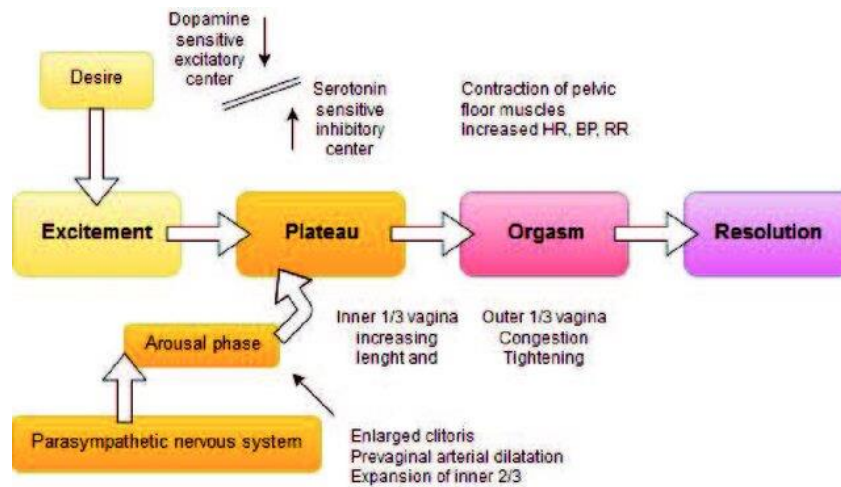 Dopamine
sensitive
excitatory
center
Desire
Serotonin
sensitive
inhibitory
center
Contraction of pelvic
floor muscles
Increased HR, BP, RR
Excitement
Plateau
Orgasm
Resolution
Arousal phase
Inner 1/3 vagina
increasing
lenght and
Outer 1/3 vagina
Congestion
Tightening
Parasympathetic nervous system
Enlarged clitoris
Prevaginal arterial dilatation
Expansion of inner 2/3